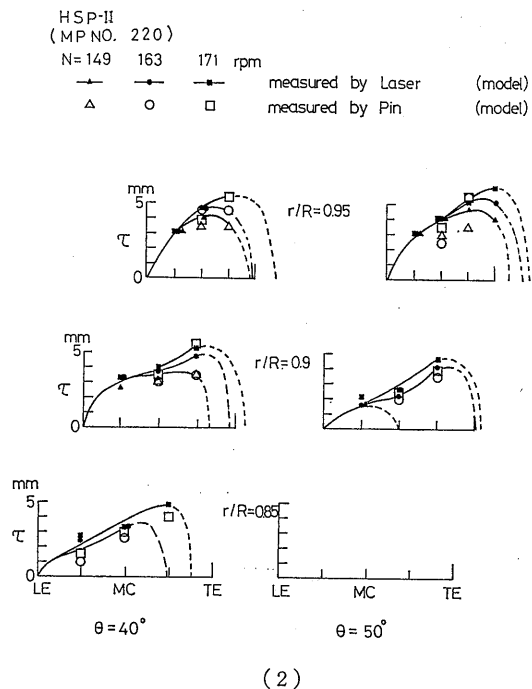 HSP-II
(MP NO. 220)
N=149 163 171 rpm
measured by Laser (model)
measured by Pin (model)
mm
5
τ
0
r/R=0.95
5
τ
0
r/R=0.9
mm
5
τ
0
r/R=0.85
LE MC TE
LE MC TE
θ=40°
θ=50°
(2)